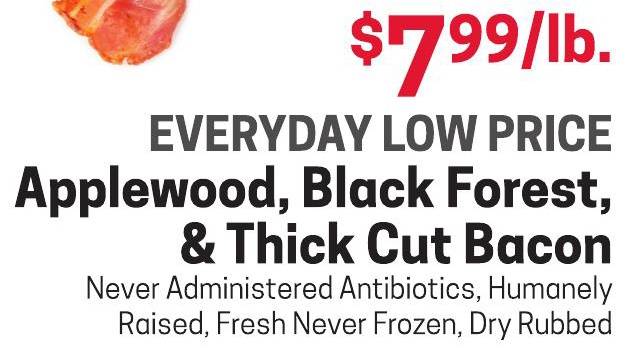 $7.99/lb.
EVERYDAY LOW PRICE
Applewood, Black Forest,
& Thick Cut Bacon
Never Administered Antibiotics, Humanely
Raised, Fresh Never Frozen, Dry Rubbed